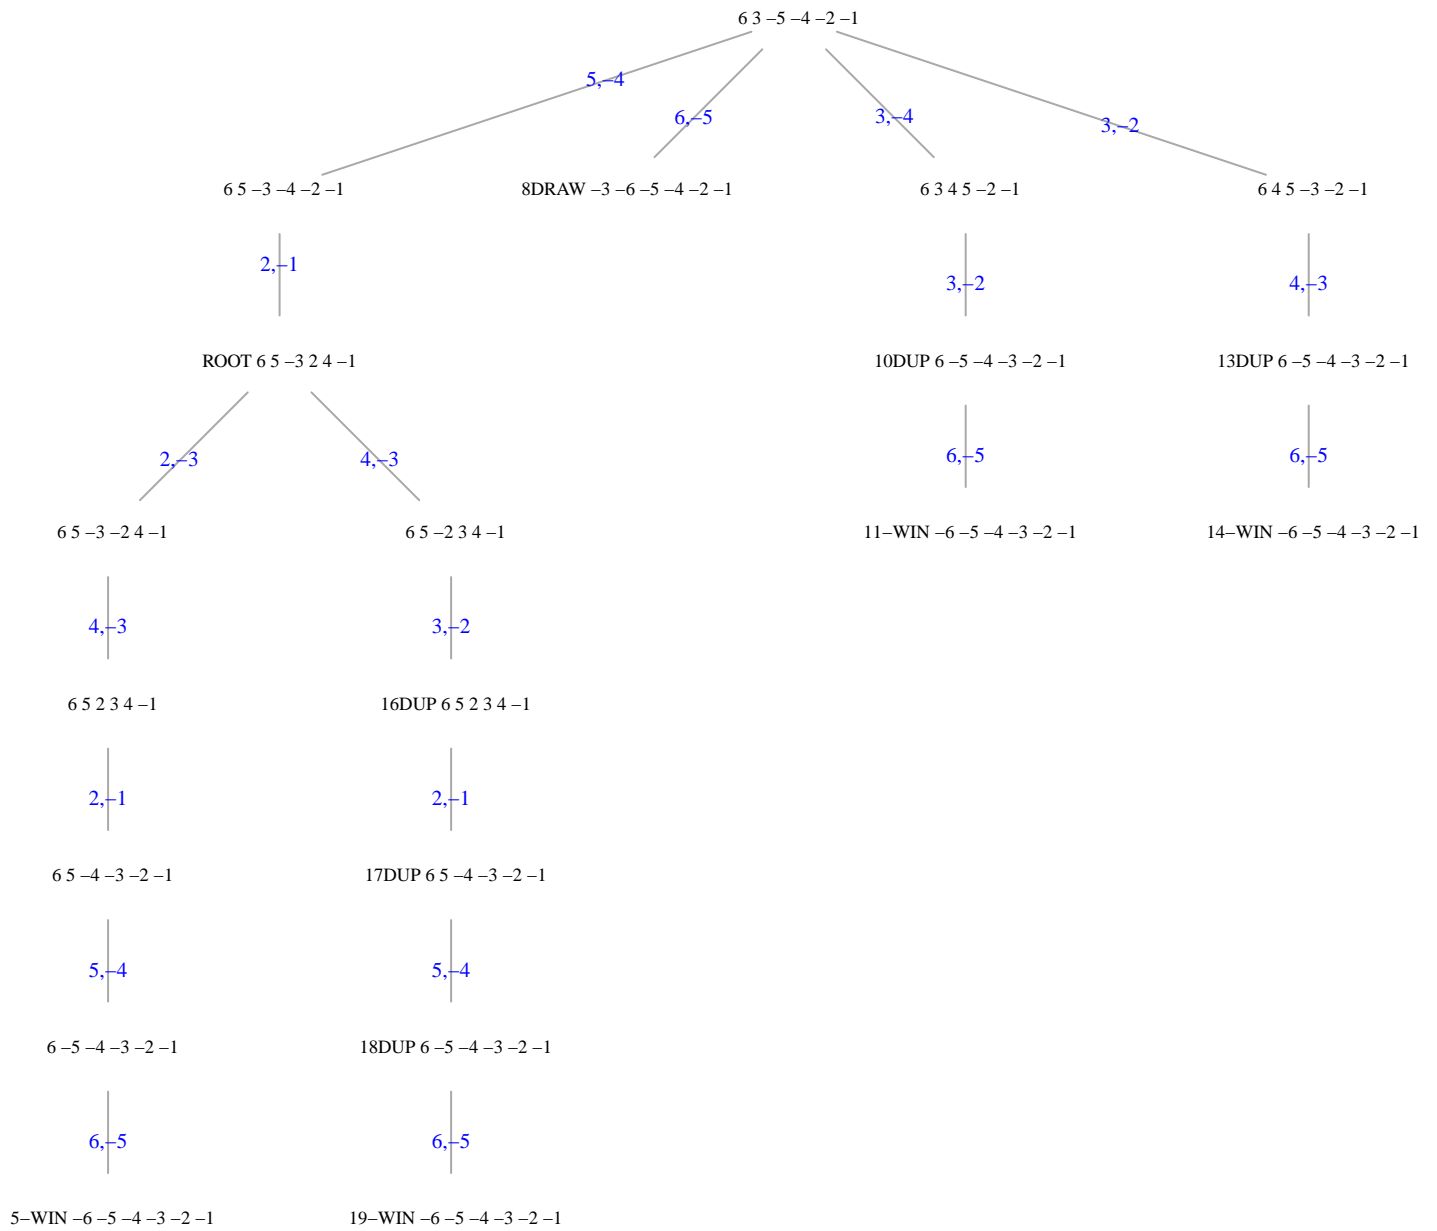 6 3 –5 –4 –2 –1
5,–4
6,–5
3,–4
3,–2
6 5 –3 –4 –2 –1
8DRAW –3 –6 –5 –4 –2 –1
6 3 4 5 –2 –1
6 4 5 –3 –2 –1
2,–1
3,–2
4,–3
ROOT 6 5 –3 2 4 –1
10DUP 6 –5 –4 –3 –2 –1
13DUP 6 –5 –4 –3 –2 –1
2,–3
4,–3
6,–5
6,–5
6 5 –3 –2 4 –1
6 5 –2 3 4 –1
11–WIN –6 –5 –4 –3 –2 –1
14–WIN –6 –5 –4 –3 –2 –1
4,–3
3,–2
6 5 2 3 4 –1
16DUP 6 5 2 3 4 –1
2,–1
2,–1
6 5 –4 –3 –2 –1
17DUP 6 5 –4 –3 –2 –1
5,–4
5,–4
6 –5 –4 –3 –2 –1
18DUP 6 –5 –4 –3 –2 –1
6,–5
6,–5
5–WIN –6 –5 –4 –3 –2 –1
19–WIN –6 –5 –4 –3 –2 –1